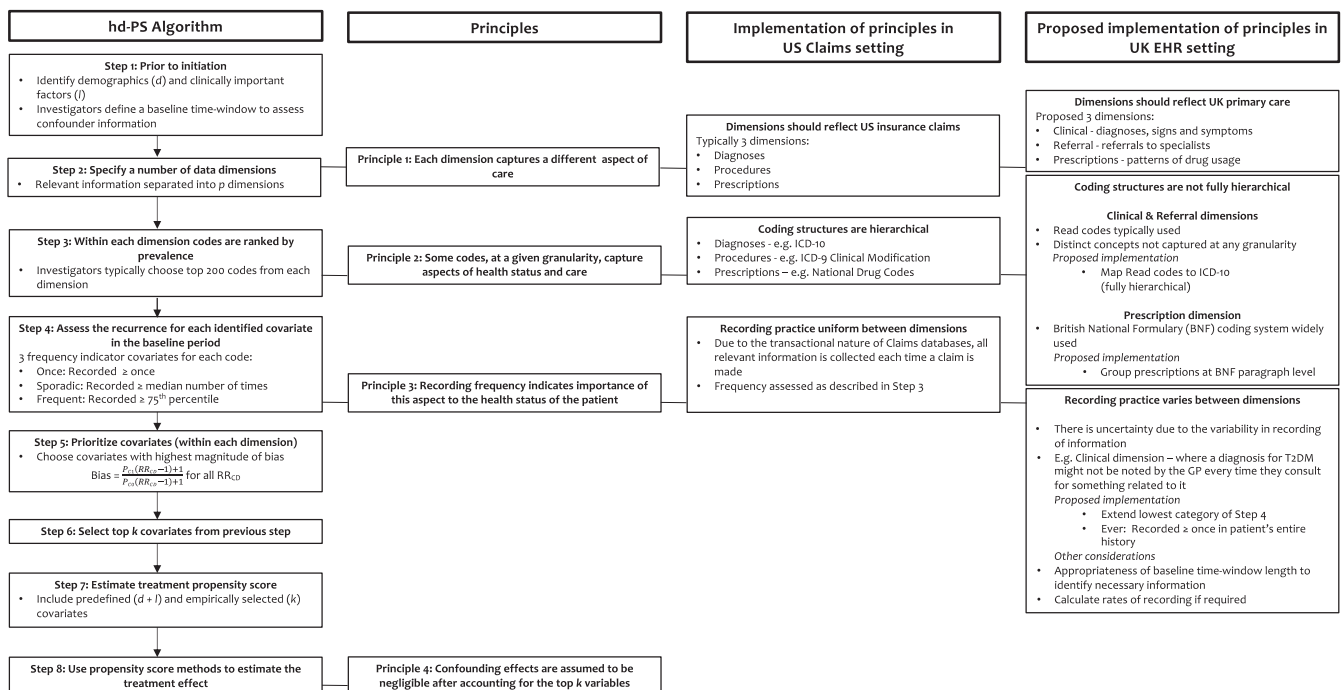 hd-PS Algorithm
Step 1: Prior to initiation
• Identify demographics (d) and clinically important
factors (l)
• Investigators define a baseline time-window to assess
confounder information
Step 2: Specify a number of data dimensions
• Relevant information separated into p dimensions
Step 3: Within each dimension codes are ranked by
prevalence
• Investigators typically choose top 200 codes from each
dimension
Step 4: Assess the recurrence for each identified covariate
in the baseline period
3 frequency indicator covariates for each code:
• Once: Recorded ≥ once
• Sporadic: Recorded ≥ median number of times
• Frequent: Recorded ≥ 75th percentile
Step 5: Prioritize covariates (within each dimension)
• Choose covariates with highest magnitude of bias
Bias = P_C1(RR_CD−1)+1 / P_C0(RR_CD−1)+1 for all RR_CD
Step 6: Select top k covariates from previous step
Step 7: Estimate treatment propensity score
• Include predefined (d + l) and empirically selected (k)
covariates
Step 8: Use propensity score methods to estimate the
treatment effect
Principles
Principle 1: Each dimension captures a different aspect of
care
Principle 2: Some codes, at a given granularity, capture
aspects of health status and care
Principle 3: Recording frequency indicates importance of
this aspect to the health status of the patient
Principle 4: Confounding effects are assumed to be
negligible after accounting for the top k variables
Implementation of principles in
US Claims setting
Dimensions should reflect US insurance claims
Typically 3 dimensions:
• Diagnoses
• Procedures
• Prescriptions
Coding structures are hierarchical
• Diagnoses - e.g. ICD-10
• Procedures - e.g. ICD-9 Clinical Modification
• Prescriptions – e.g. National Drug Codes
Recording practice uniform between dimensions
• Due to the transactional nature of Claims databases, all
relevant information is collected each time a claim is
made
• Frequency assessed as described in Step 3
Proposed implementation of principles in
UK EHR setting
Dimensions should reflect UK primary care
Proposed 3 dimensions:
• Clinical - diagnoses, signs and symptoms
• Referral - referrals to specialists
• Prescriptions - patterns of drug usage
Coding structures are not fully hierarchical
Clinical & Referral dimensions
• Read codes typically used
• Distinct concepts not captured at any granularity
Proposed implementation
• Map Read codes to ICD-10
(fully hierarchical)
Prescription dimension
• British National Formulary (BNF) coding system widely
used
Proposed implementation
• Group prescriptions at BNF paragraph level
Recording practice varies between dimensions
• There is uncertainty due to the variability in recording
of information
• E.g. Clinical dimension – where a diagnosis for T2DM
might not be noted by the GP every time they consult
for something related to it
Proposed implementation
• Extend lowest category of Step 4
• Ever: Recorded ≥ once in patient's entire
history
Other considerations
• Appropriateness of baseline time-window length to
identify necessary information
• Calculate rates of recording if required